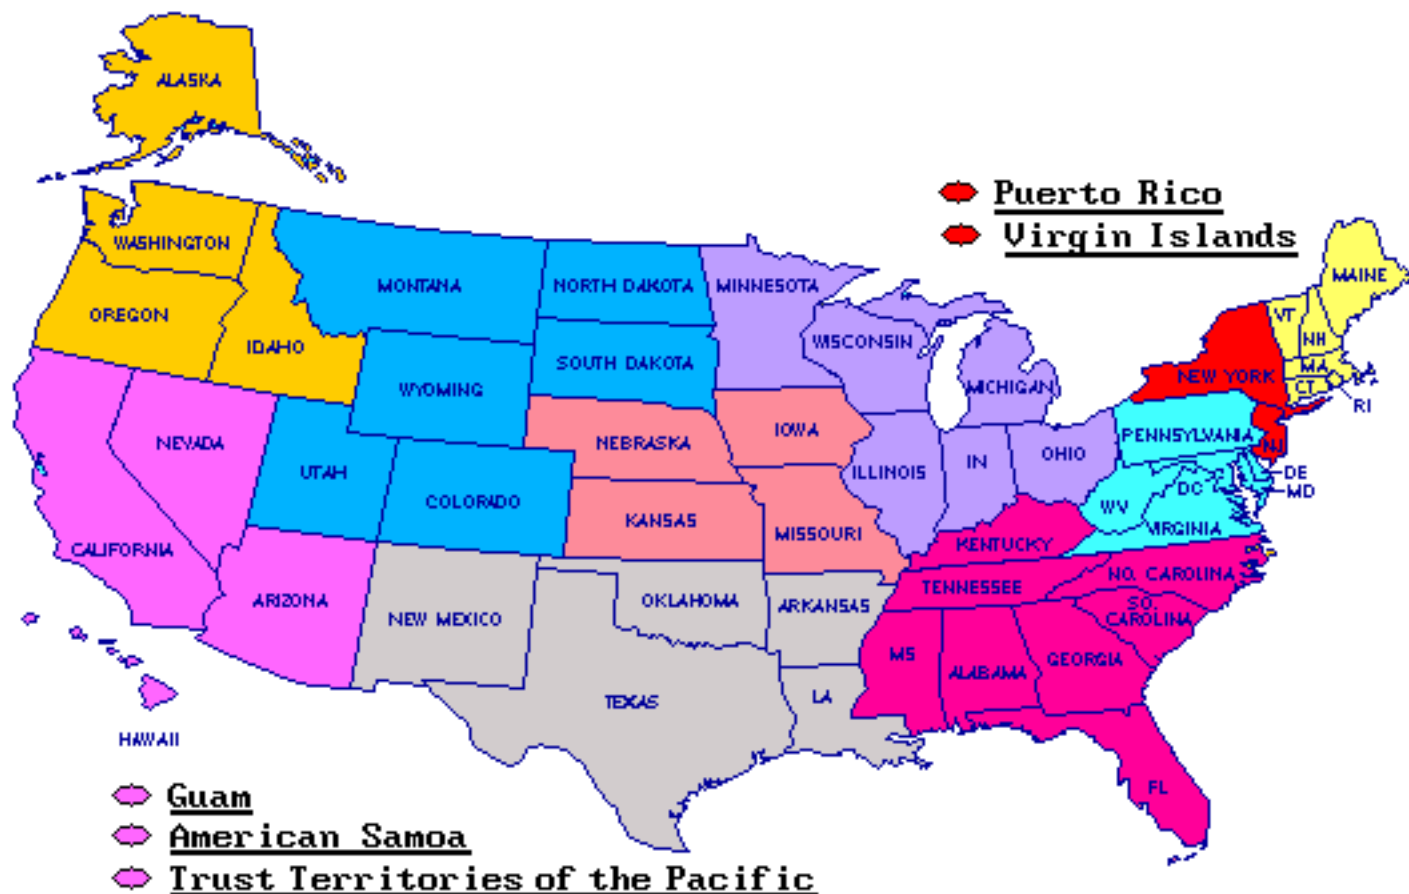 ALASKA
Puerto Rico
Virgin Islands
WASHINGTON
MONTANA
NORTH DAKOTA
MINNESOTA
MAINE
OREGON
IDAHO
VT
NH
WISCONSIN
SOUTH DAKOTA
WYOMING
MICHIGAN
NEW YORK
MA
CT
RI
NEVADA
NEBRASKA
IOWA
PENNSYLVANIA
NJ
UTAH
COLORADO
ILLINOIS
IN
OHIO
DE
MD
DC
WV
VIRGINIA
KANSAS
MISSOURI
KENTUCKY
CALIFORNIA
ARIZONA
NEW MEXICO
OKLAHOMA
ARKANSAS
TENNESSEE
NO. CAROLINA
SO.
CAROLINA
MS
ALABAMA
GEORGIA
TEXAS
LA
HAWAII
FL
Guam
American Samoa
Trust Territories of the Pacific